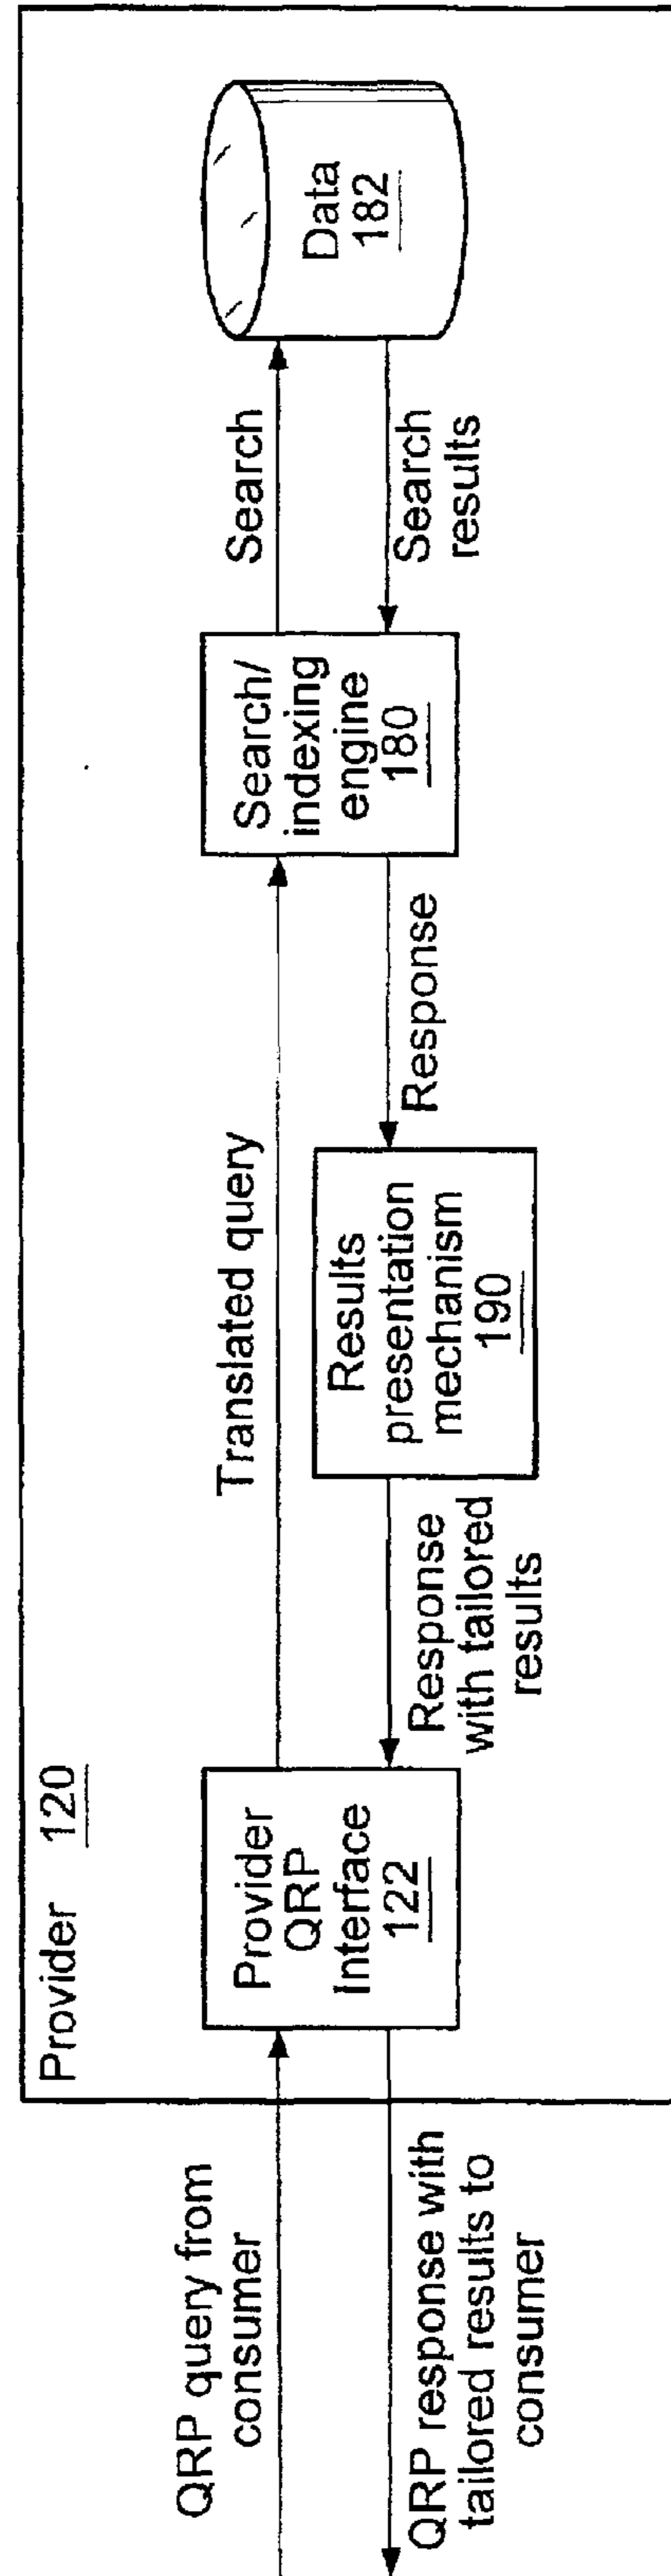 Provider 120
QRP query from
consumer
QRP response with
tailored results to
consumer
Provider
QRP
Interface
122
Translated query
Response
with tailored
results
Results
presentation
mechanism
190
Response
Search/
indexing
engine
180
Search
Search
results
Data
182